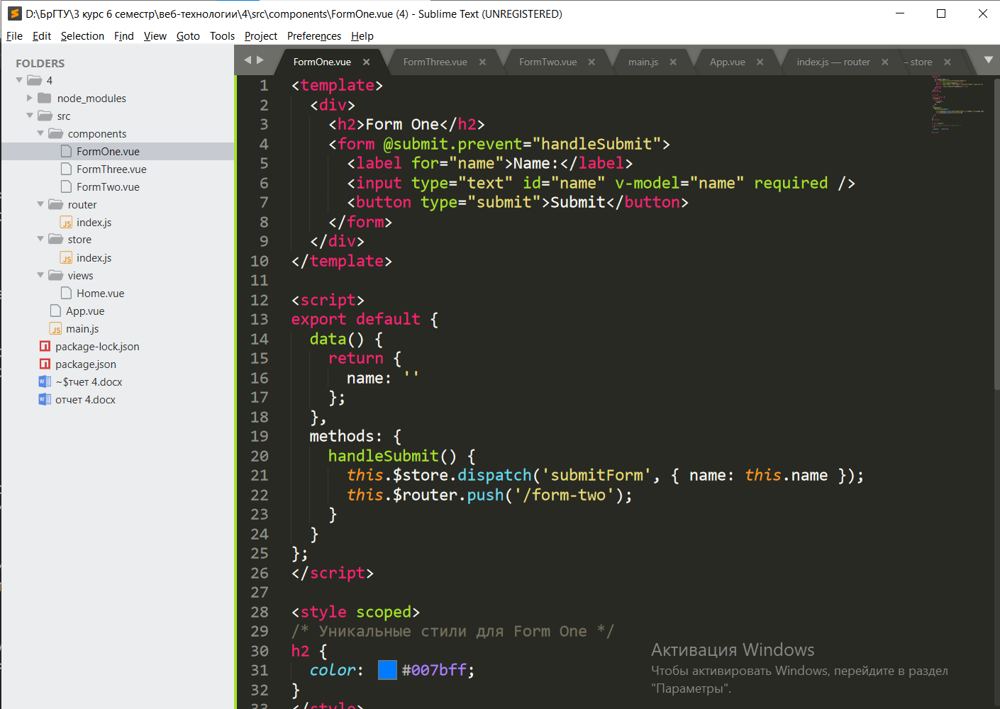 D:\БрГТУ\3 курс 6 семестр\веб-технологии\4\src\components\FormOne.vue (4) - Sublime Text (UNREGISTERED)
File Edit Selection Find View Goto Tools Project Preferences Help
FOLDERS
4
node_modules
src
components
FormOne.vue
FormThree.vue
FormTwo.vue
router
index.js
store
index.js
views
Home.vue
App.vue
main.js
package-lock.json
package.json
~$тчет 4.docx
отчет 4.docx
FormOne.vue × FormThree.vue × FormTwo.vue × main.js × App.vue × index.js — router × – store ×
1 <template>
2 <div>
3 <h2>Form One</h2>
4 <form @submit.prevent="handleSubmit">
5 <label for="name">Name:</label>
6 <input type="text" id="name" v-model="name" required />
7 <button type="submit">Submit</button>
8 </form>
9 </div>
10 </template>
11
12 <script>
13 export default {
14 data() {
15 return {
16 name: ''
17 };
18 },
19 methods: {
20 handleSubmit() {
21 this.$store.dispatch('submitForm', { name: this.name });
22 this.$router.push('/form-two');
23 }
24 }
25 };
26 </script>
27
28 <style scoped>
29 /* Уникальные стили для Form One */
30 h2 {
31 color: #007bff;
32 }
33 </style>
Активация Windows
Чтобы активировать Windows, перейдите в раздел
"Параметры".